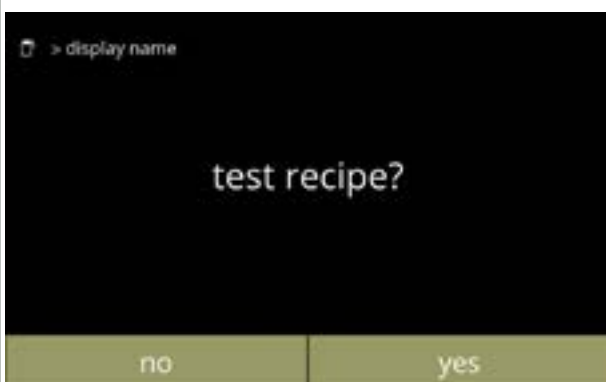 > display name
test recipe?
no yes